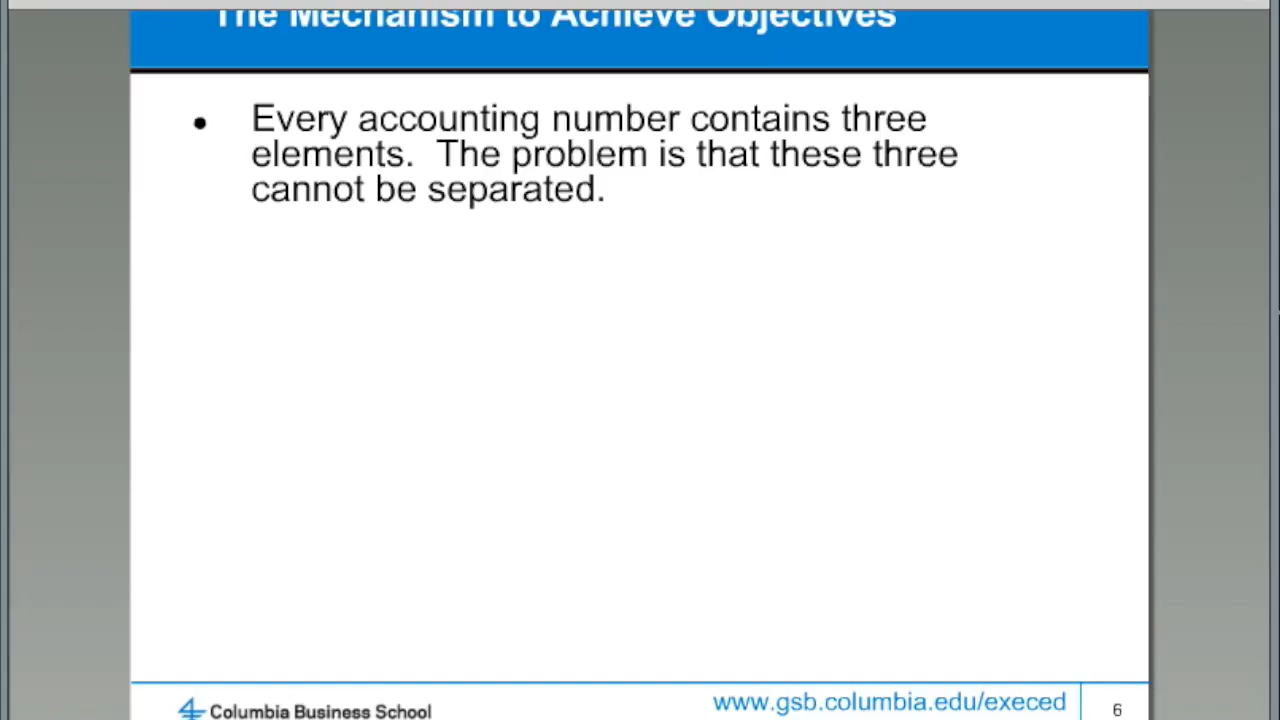 The Mechanism to Achieve Objectives
• Every accounting number contains three
elements. The problem is that these three
cannot be separated.
Columbia Business School
www.gsb.columbia.edu/execed
6